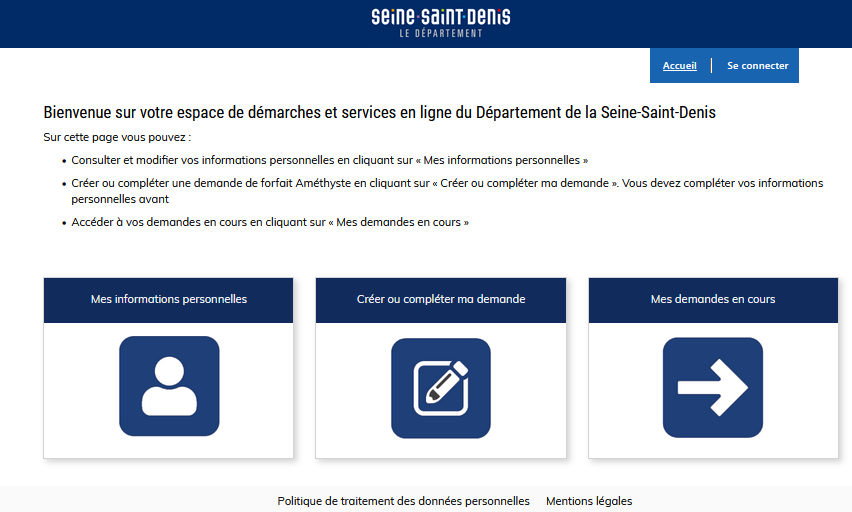 Seine-Saint-Denis
LE DÉPARTEMENT
Accueil
Se connecter
Bienvenue sur votre espace de démarches et services en ligne du Département de la Seine-Saint-Denis
Sur cette page vous pouvez :
• Consulter et modifier vos informations personnelles en cliquant sur « Mes informations personnelles »
• Créer ou compléter une demande de forfait Améthyste en cliquant sur « Créer ou compléter ma demande ». Vous devez compléter vos informations
personnelles avant
• Accéder à vos demandes en cours en cliquant sur « Mes demandes en cours »
Mes informations personnelles
Créer ou compléter ma demande
Mes demandes en cours
Politique de traitement des données personnelles
Mentions légales